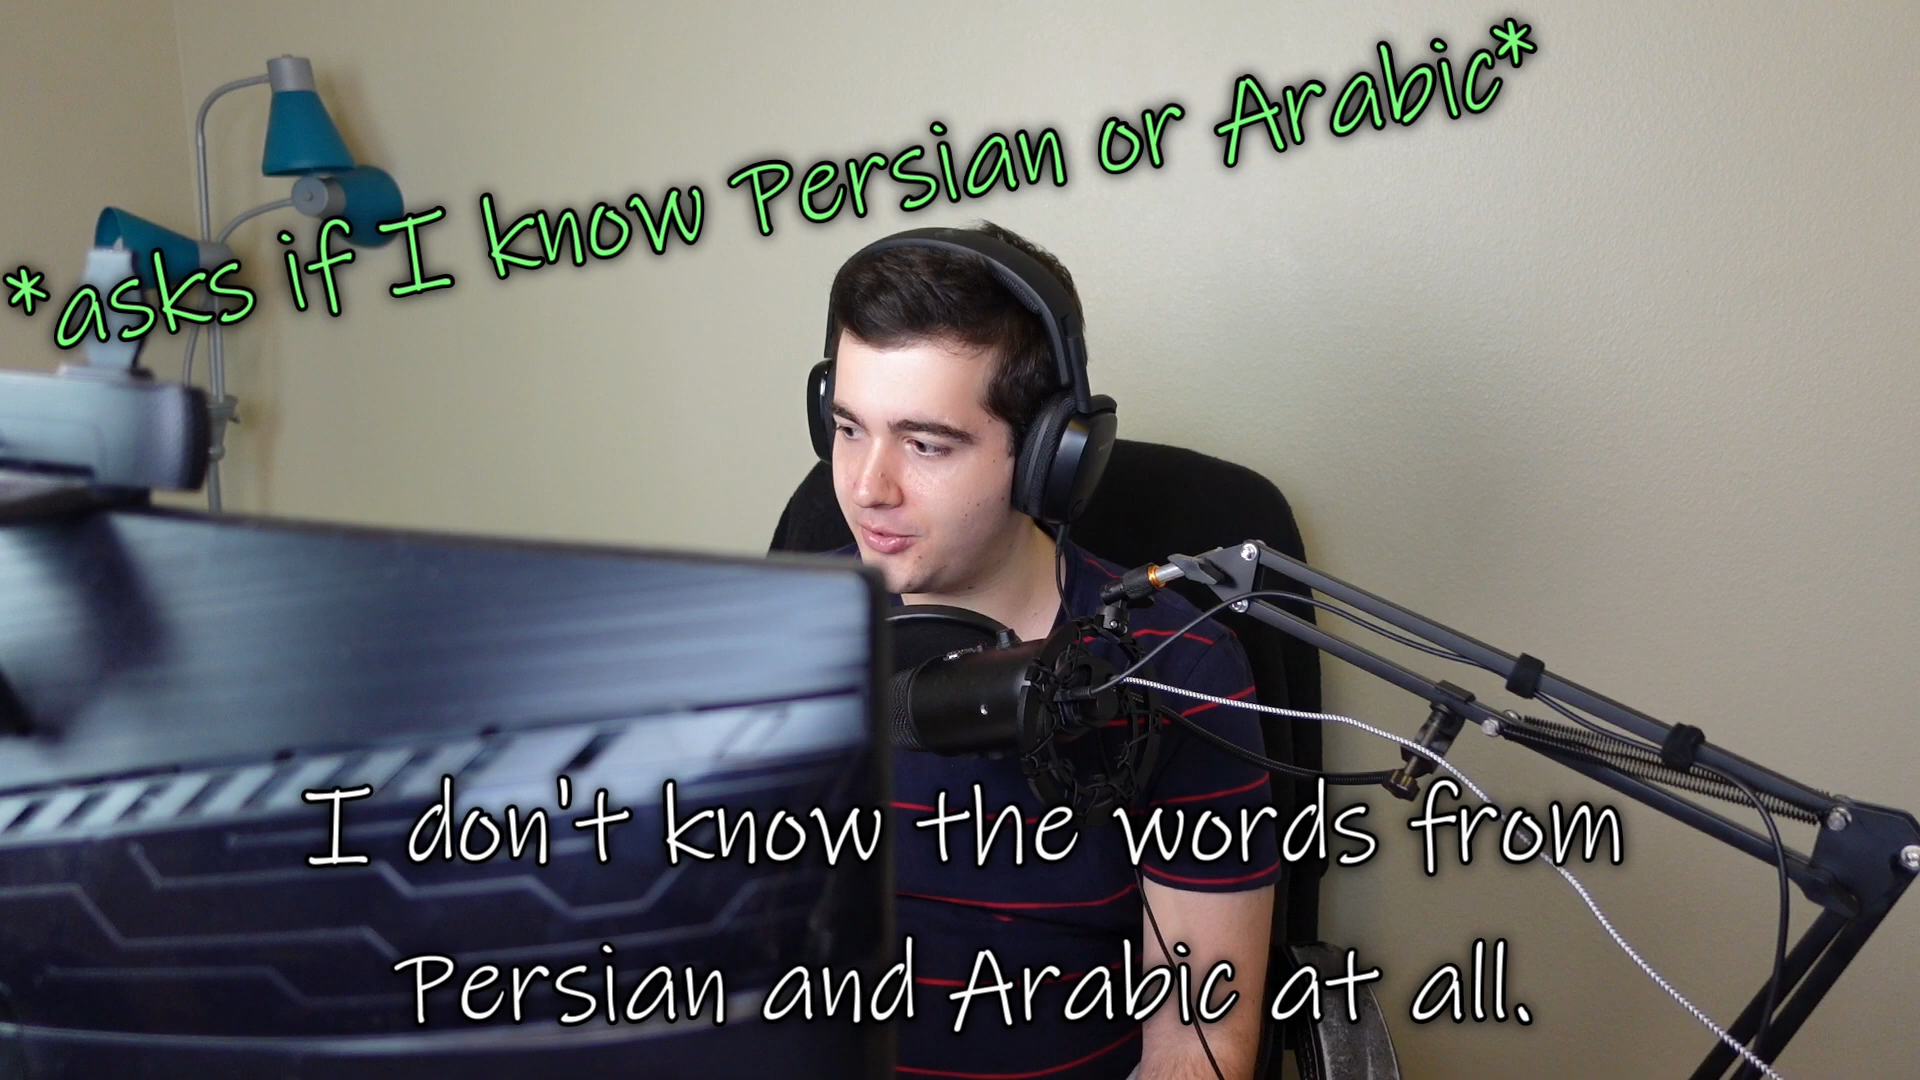 *asks if I know Persian or Arabic*
I don't know the words from
Persian and Arabic at all.